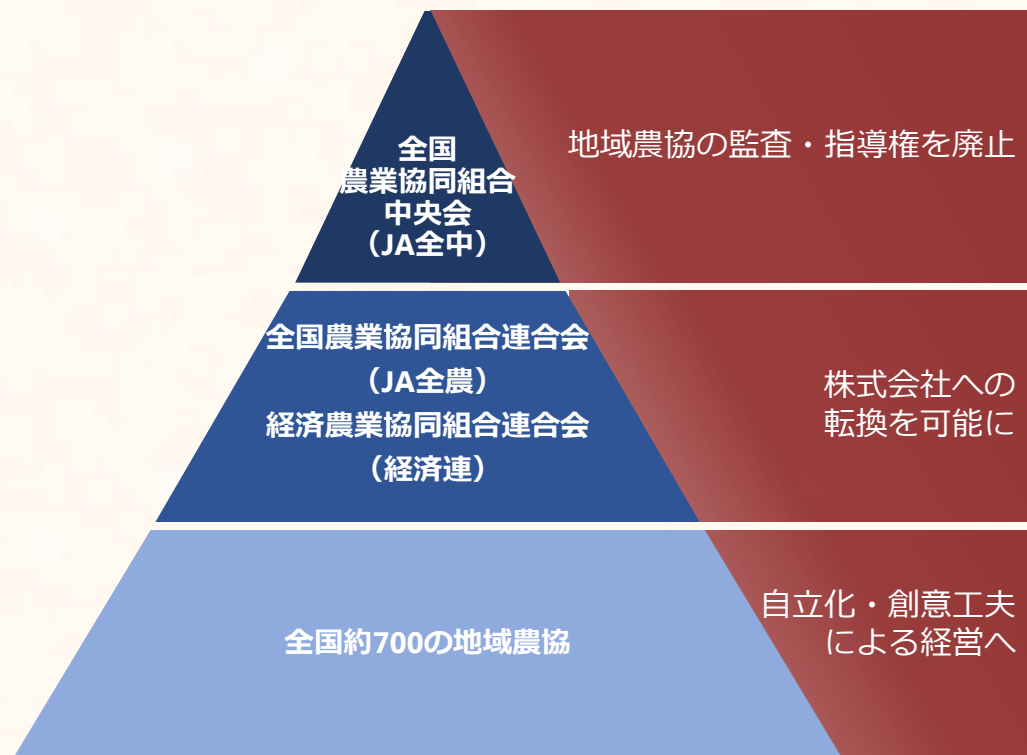 全国
農業協同組合
中央会
（JA全中）
地域農協の監査・指導権を廃止
全国農業協同組合連合会
（JA全農）
経済農業協同組合連合会
（経済連）
株式会社への
転換を可能に
全国約700の地域農協
自立化・創意工夫
による経営へ